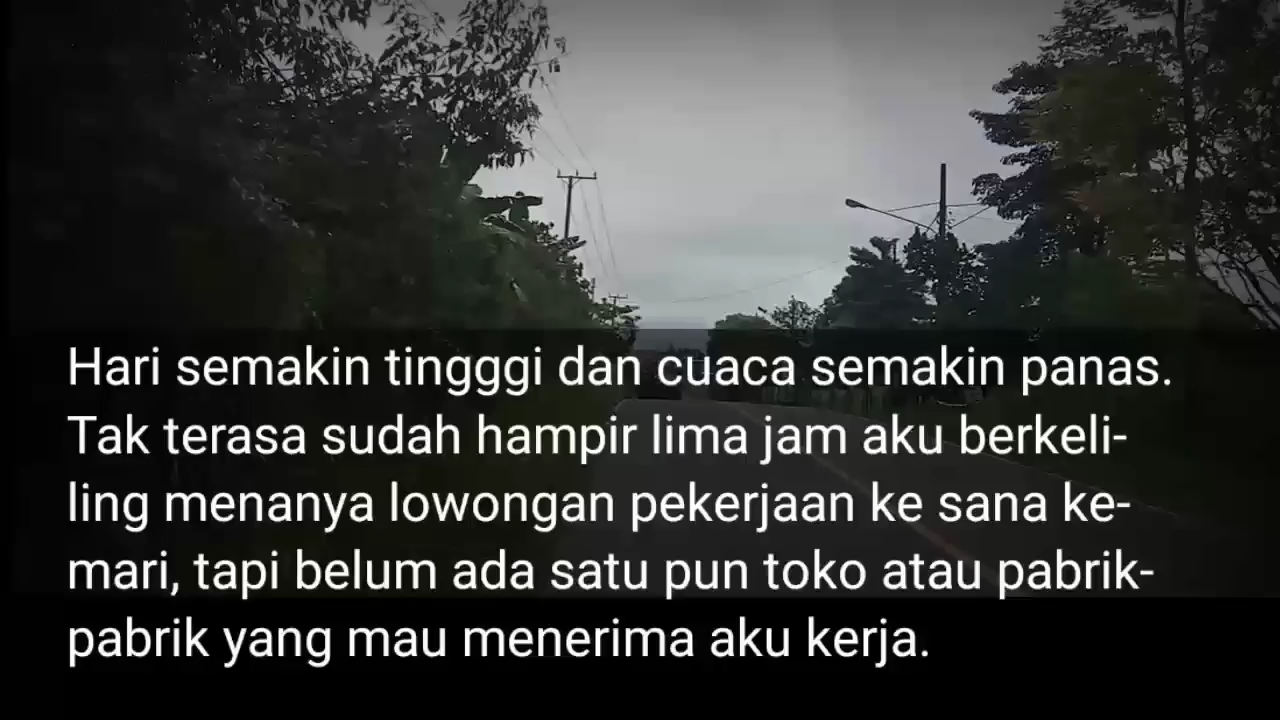 Hari semakin tingggi dan cuaca semakin panas.
Tak terasa sudah hampir lima jam aku berkeli-
ling menanya lowongan pekerjaan ke sana ke-
mari, tapi belum ada satu pun toko atau pabrik-
pabrik yang mau menerima aku kerja.